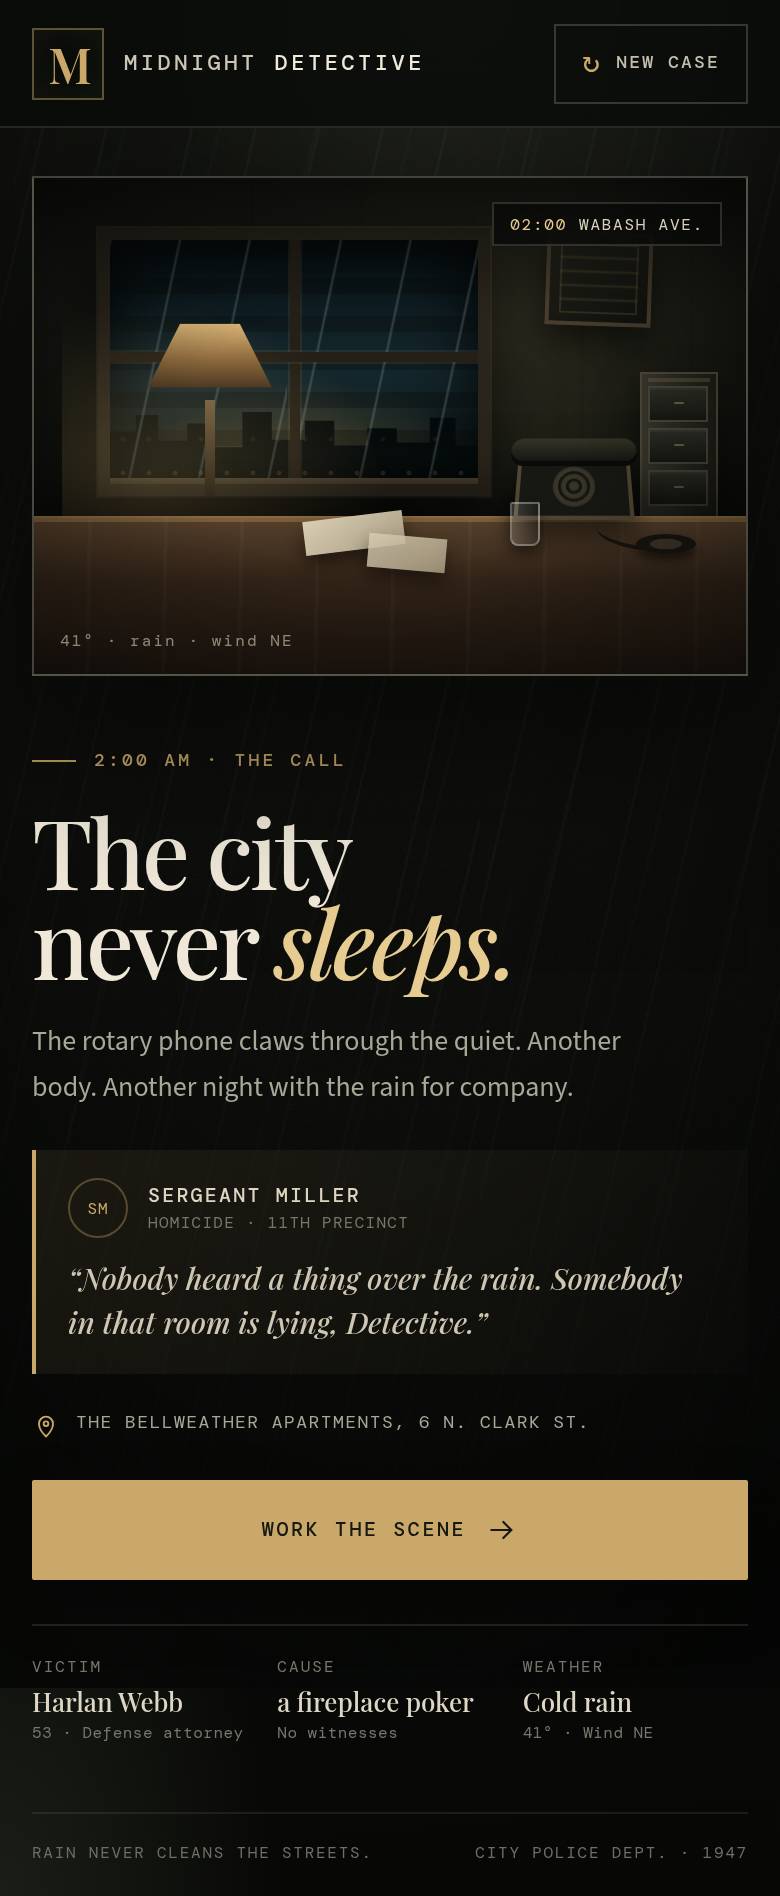 M
MIDNIGHT DETECTIVE
↻ NEW CASE
02:00 WABASH AVE.
41° · rain · wind NE
2:00 AM · THE CALL
The city
never sleeps.
The rotary phone claws through the quiet. Another
body. Another night with the rain for company.
SM
SERGEANT MILLER
HOMICIDE · 11TH PRECINCT
“Nobody heard a thing over the rain. Somebody
in that room is lying, Detective.”
THE BELLWEATHER APARTMENTS, 6 N. CLARK ST.
WORK THE SCENE →
VICTIM
Harlan Webb
53 · Defense attorney
CAUSE
a fireplace poker
No witnesses
WEATHER
Cold rain
41° · Wind NE
RAIN NEVER CLEANS THE STREETS.
CITY POLICE DEPT. · 1947